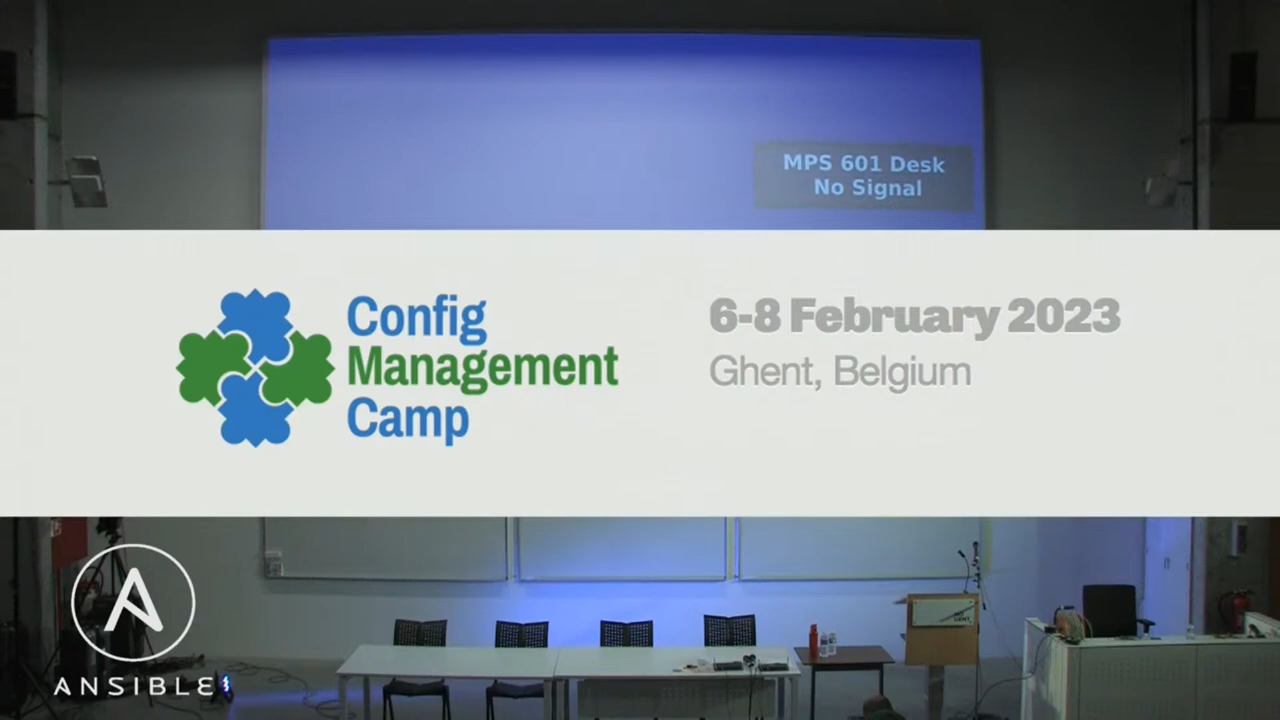 MPS 601 Desk
No Signal
Config
Management
Camp
6-8 February 2023
Ghent, Belgium
ANSIBLE